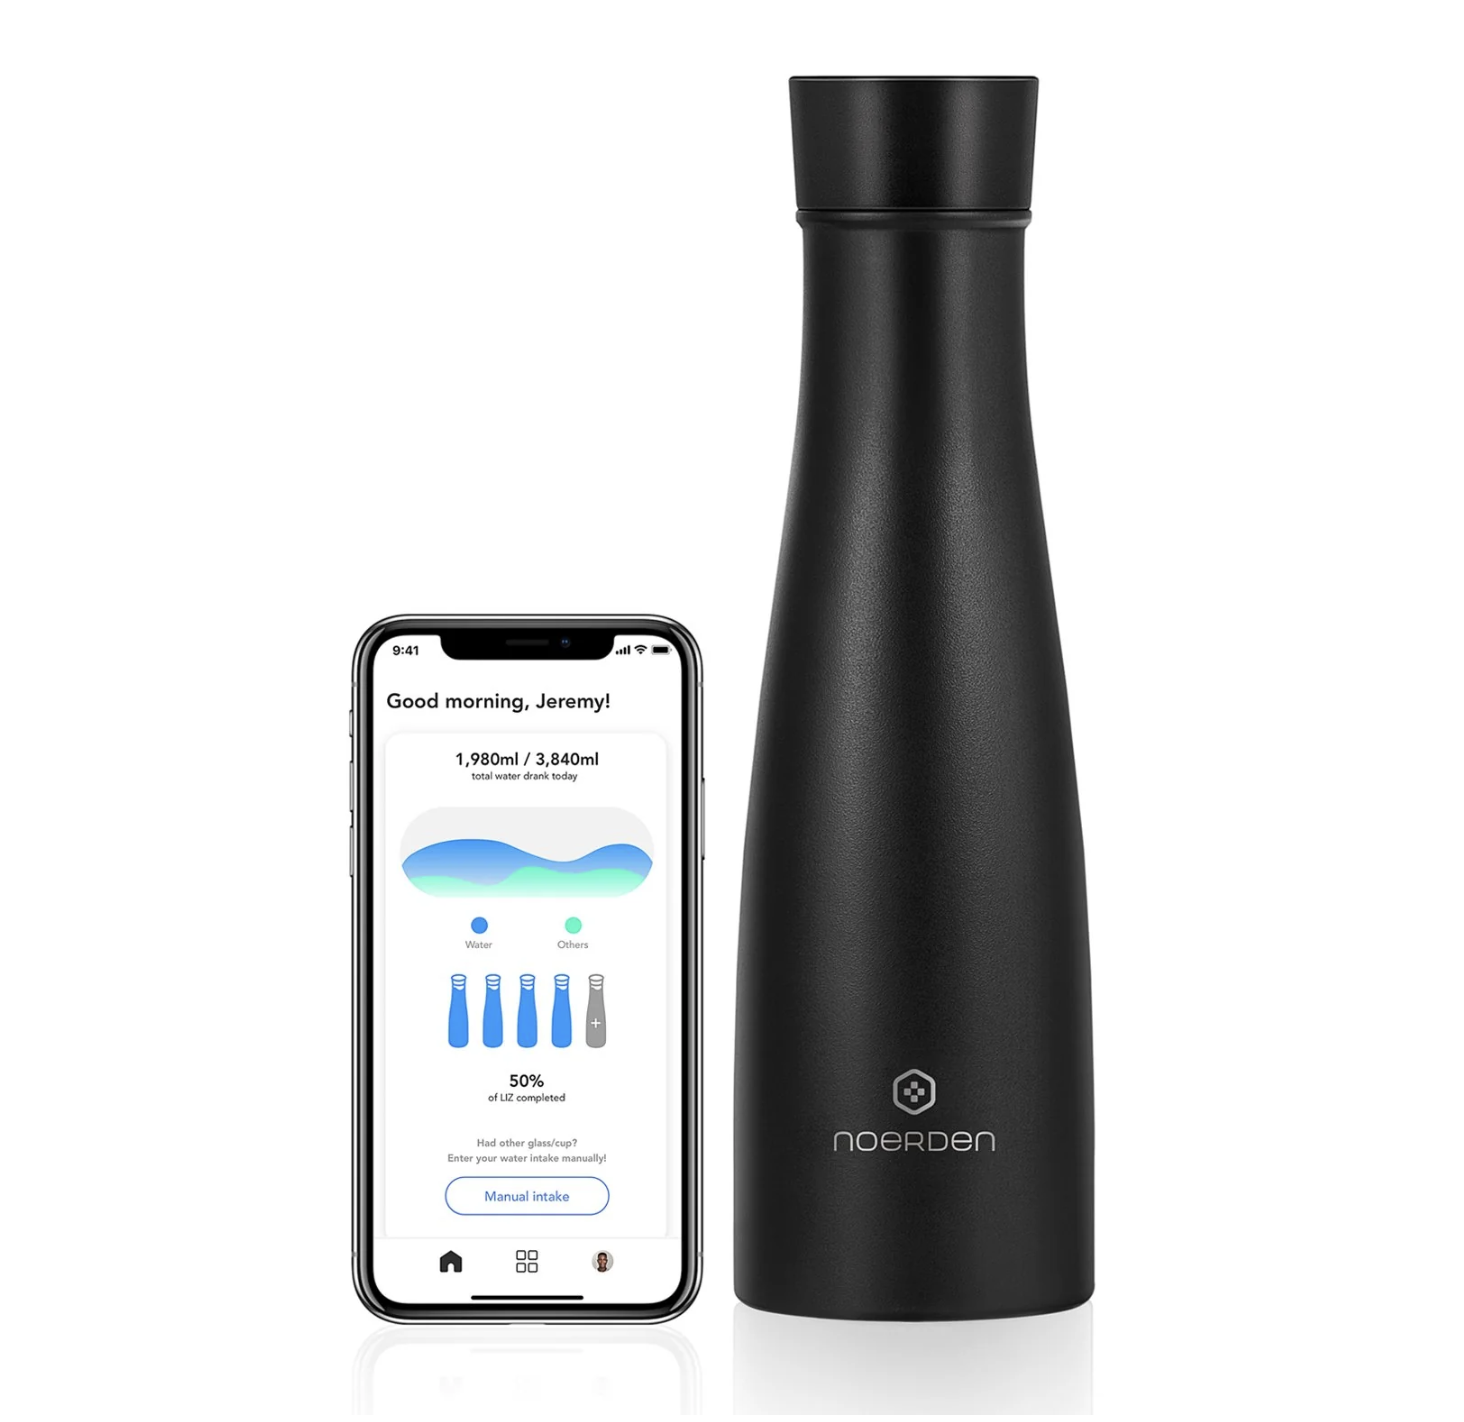 9:41
Good morning, Jeremy!
1,980ml / 3,840ml
total water drank today
Water
Others
+
50%
of LIZ completed
Had other glass/cup?
Enter your water intake manually!
Manual intake
noerden